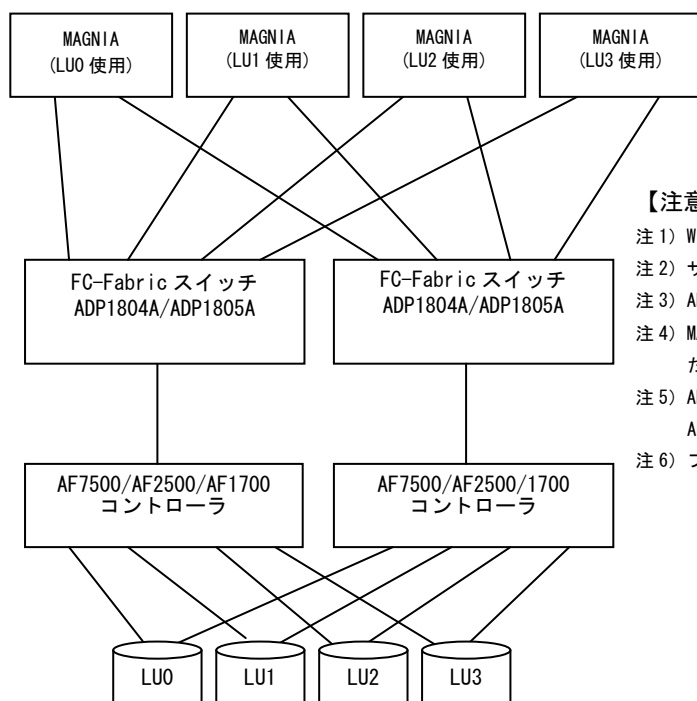 MAGNIA
(LU0 使用)
MAGNIA
(LU1 使用)
MAGNIA
(LU2 使用)
MAGNIA
(LU3 使用)
FC-Fabric スイッチ
ADP1804A/ADP1805A
FC-Fabric スイッチ
ADP1804A/ADP1805A
AF7500/AF2500/AF1700
コントローラ
AF7500/AF2500/1700
コントローラ
LU0
LU1
LU2
LU3
【注意
注1) W
注2) サ
注3)
注4)
た
注5)
A
注6) フ